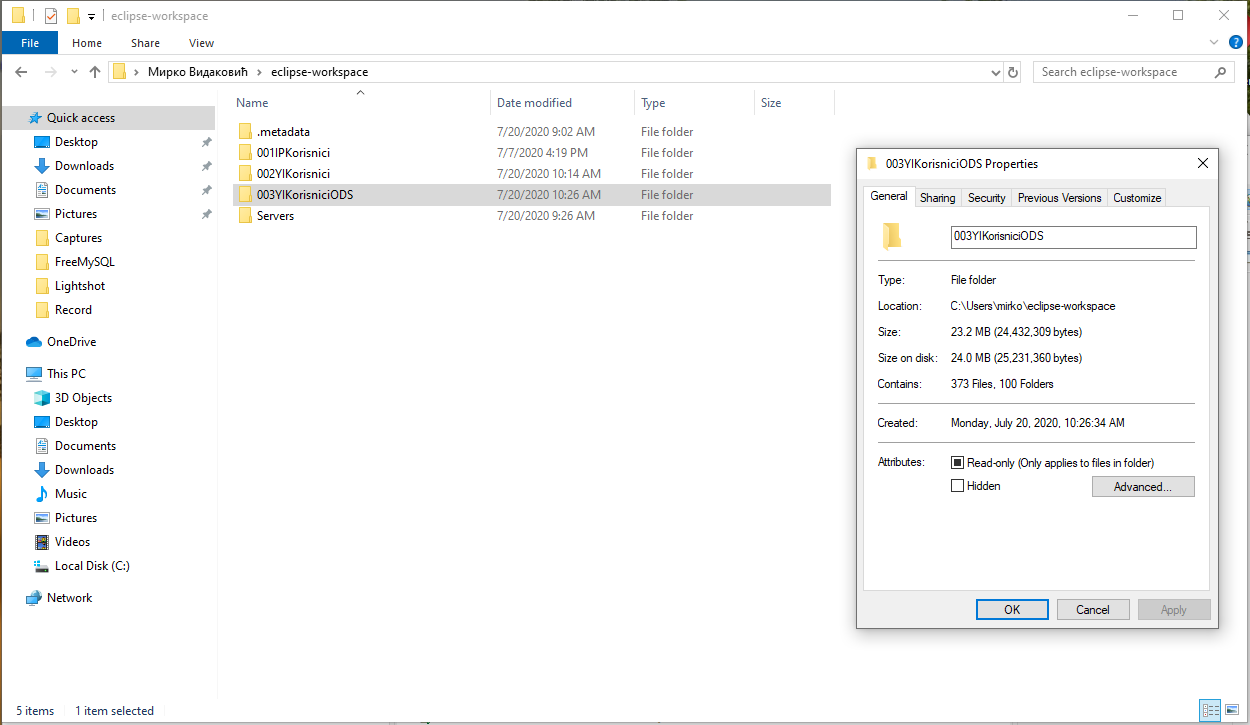 eclipse-workspace
File Home Share View
Мирко Видаковић eclipse-workspace Search eclipse-workspace
Name Date modified Type Size
Quick access
Desktop
Downloads
Documents
Pictures
Captures
FreeMySQL
Lightshot
Record
OneDrive
This PC
3D Objects
Desktop
Documents
Downloads
Music
Pictures
Videos
Local Disk (C:)
Network
.metadata 7/20/2020 9:02 AM File folder
001IPKorisnici 7/7/2020 4:19 PM File folder
002YIKorisnici 7/20/2020 10:14 AM File folder
003YIKorisniciODS 7/20/2020 10:26 AM File folder
Servers 7/20/2020 9:26 AM File folder
003YIKorisniciODS Properties
General Sharing Security Previous Versions Customize
003YIKorisniciODS
Type: File folder
Location: C:\Users\mirko\eclipse-workspace
Size: 23.2 MB (24,432,309 bytes)
Size on disk: 24.0 MB (25,231,360 bytes)
Contains: 373 Files, 100 Folders
Created: Monday, July 20, 2020, 10:26:34 AM
Attributes: Read-only (Only applies to files in folder)
Hidden Advanced...
OK Cancel Apply
5 items 1 item selected